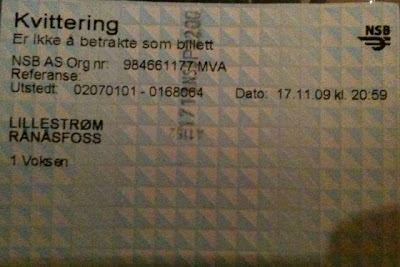 Kvittering
Er ikke å betrakte som billett
NSB
NSB AS Org nr: 984661177 MVA
Referanse:
Utstedt: 02070101 - 0168064 Dato: 17.11.09 kl. 20:59
LILLESTRØM
RÅNÅSFOSS
1 Voksen